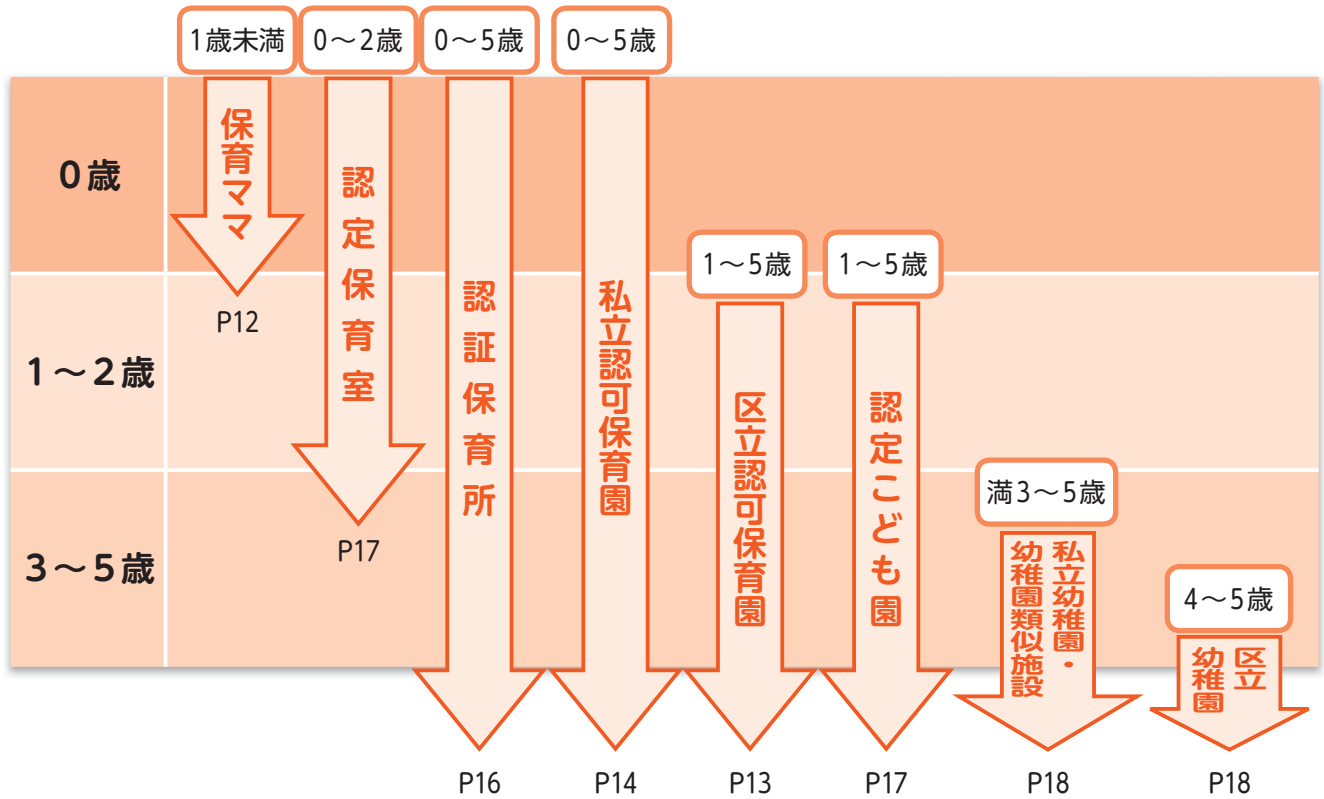 1歳未満
0〜2歳
0〜5歳
0〜5歳
0歳
1〜2歳
3〜5歳
保育ママ
P12
認定保育室
P17
認証保育所
P16
私立認可保育園
P14
1〜5歳
区立認可保育園
P13
1〜5歳
認定こども園
P17
満3〜5歳
私立幼稚園・
幼稚園類似施設
P18
4〜5歳
区立
幼稚園
P18